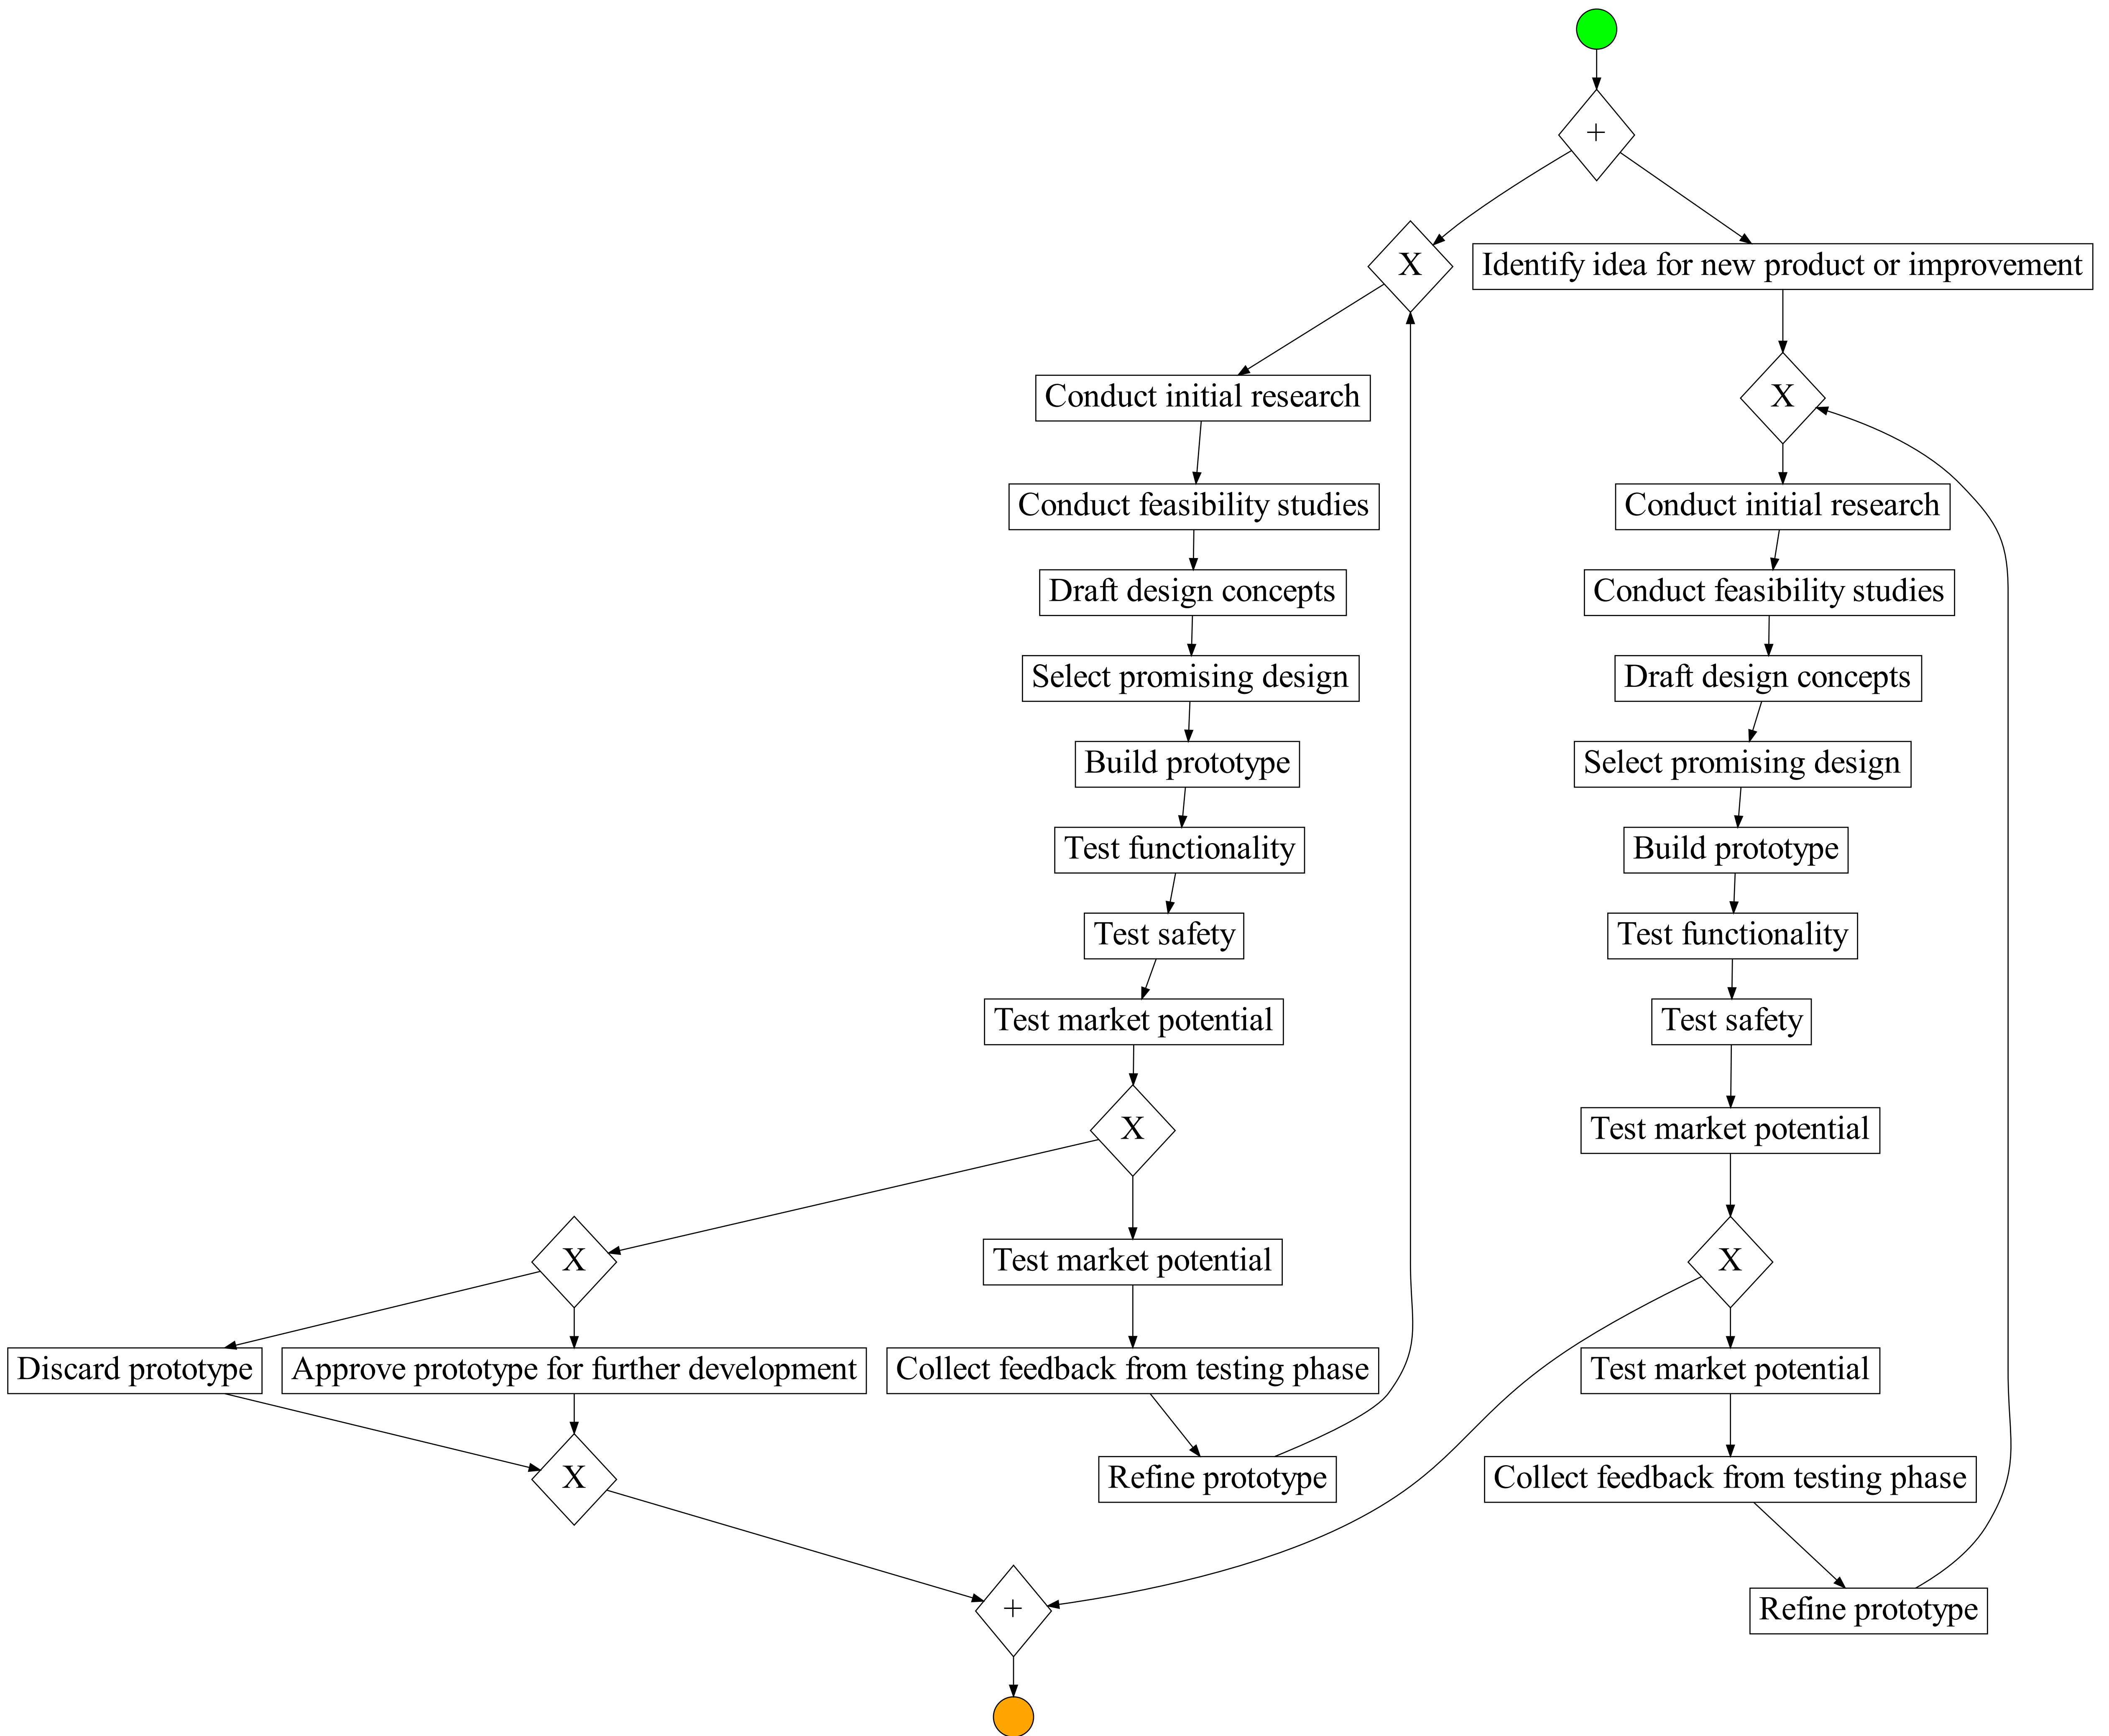 +
X
Identify idea for new product or improvement
Conduct initial research
X
Conduct feasibility studies
Conduct initial research
Draft design concepts
Conduct feasibility studies
Select promising design
Draft design concepts
Build prototype
Select promising design
Test functionality
Build prototype
Test safety
Test functionality
Test market potential
Test safety
X
Test market potential
X
Test market potential
X
Discard prototype
Approve prototype for further development
Collect feedback from testing phase
Test market potential
X
Refine prototype
Collect feedback from testing phase
+
Refine prototype